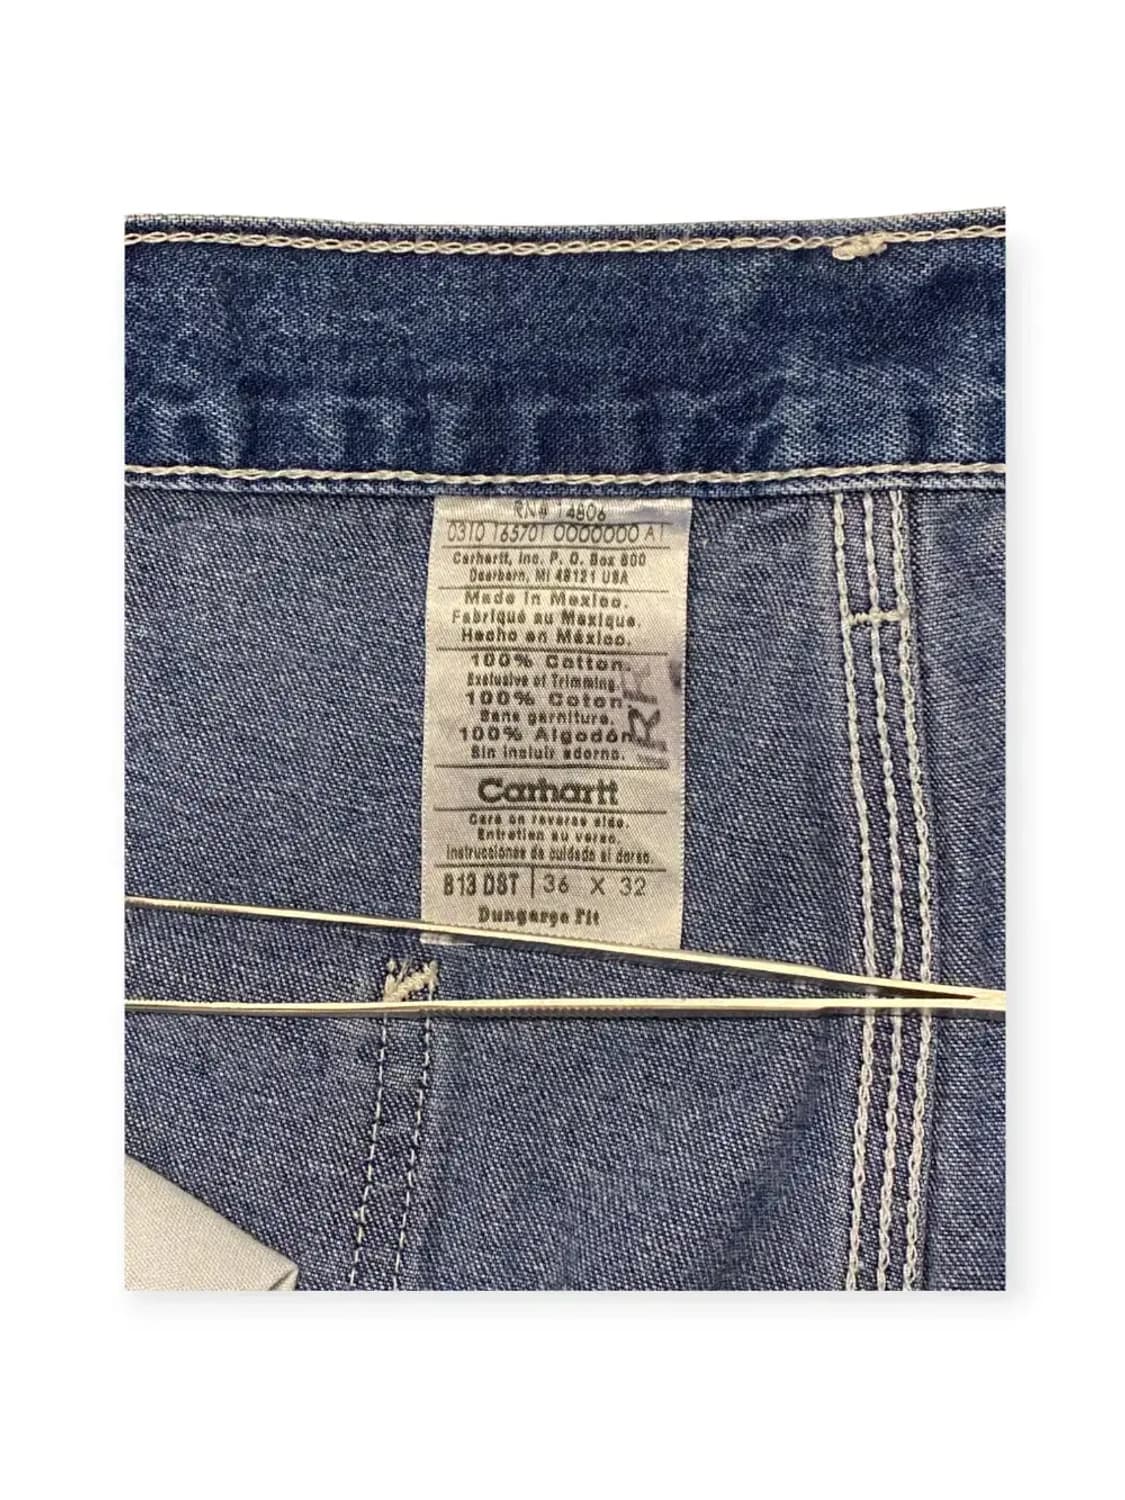 RN# 14806
0310 165701 0000000 A1
Carhartt, Inc. P. O. Box 600
Dearborn, MI 48121 USA
Made in Mexico.
Fabriqué au Mexique.
Hecho en México.
100% Cotton.
Exclusive of Trimming.
100% Coton.
Sans garniture.
100% Algodón
Sin incluir adorno.
Carhartt
Care on reverse side.
Entretien au verso.
Instrucciones de cuidado al dorso.
B13 DST 36 X 32
Dungaree Fit